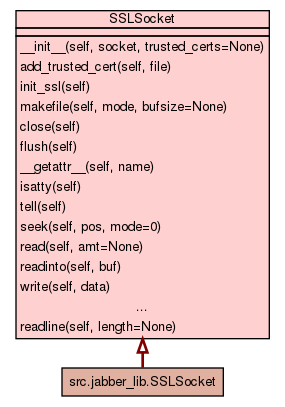 SSLSocket
__init__(self, socket, trusted_certs=None)
add_trusted_cert(self, file)
init_ssl(self)
makefile(self, mode, bufsize=None)
close(self)
flush(self)
__getattr__(self, name)
isatty(self)
tell(self)
seek(self, pos, mode=0)
read(self, amt=None)
readinto(self, buf)
write(self, data)
...
readline(self, length=None)
src.jabber_lib.SSLSocket